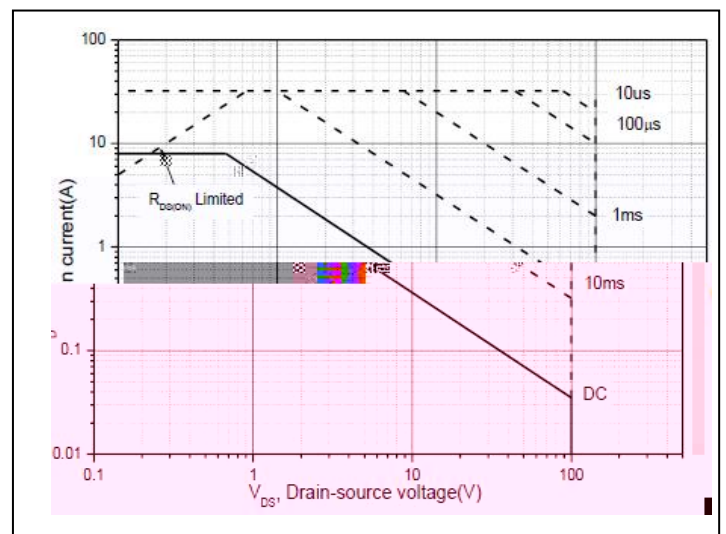 100
10us
100μs
10
R_DS(ON) Limited
1ms
n current(A)
1
10ms
0.1
DC
0.01
0.1 1 10 100
V_DS, Drain-source voltage(V)